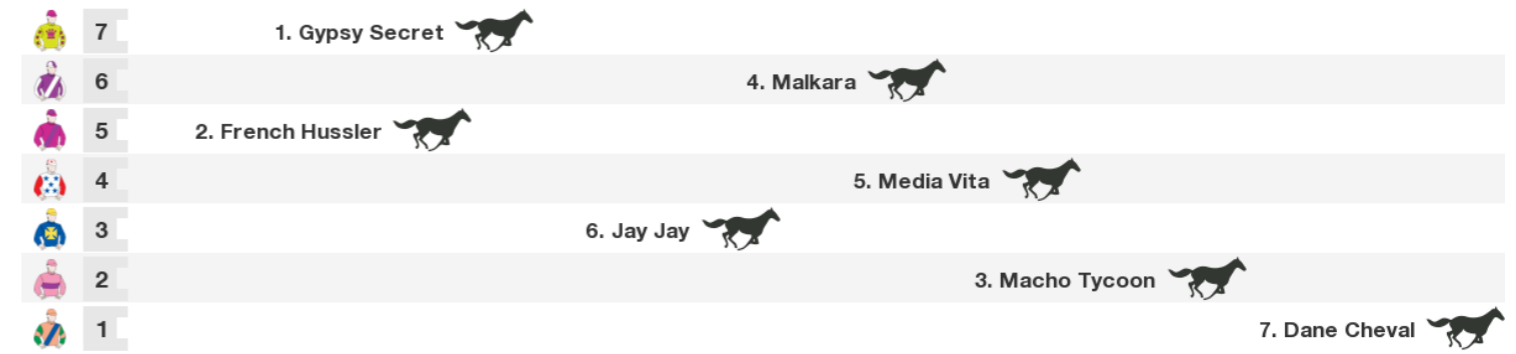 7 1. Gypsy Secret
6 4. Malkara
5 2. French Hussler
4 5. Media Vita
3 6. Jay Jay
2 3. Macho Tycoon
1 7. Dane Cheval